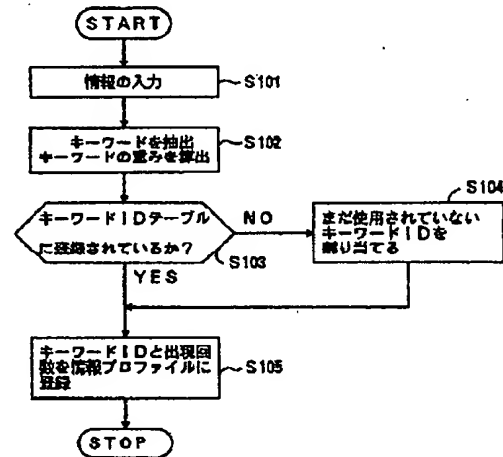 START
情報の入力
S101
キーワードを抽出
キーワードの重みを算出
S102
キーワードIDテーブル
に登録されているか?
S103
NO
YES
S104
まだ使用されていない
キーワードIDを
割り当てる
キーワードIDと出現回
数を情報プロファイルに
登録
S105
STOP